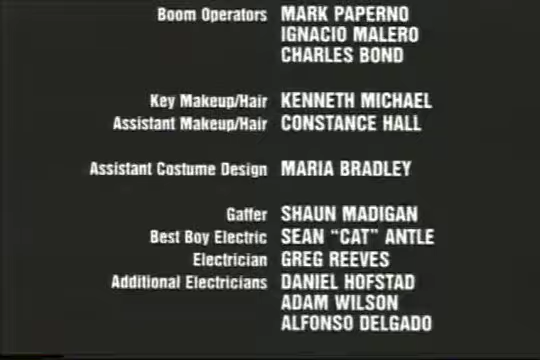 Boom Operators MARK PAPERNO
IGNACIO MALERO
CHARLES BOND
Key Makeup/Hair KENNETH MICHAEL
Assistant Makeup/Hair CONSTANCE HALL
Assistant Costume Design MARIA BRADLEY
Gaffer SHAUN MADIGAN
Best Boy Electric SEAN "CAT" ANTLE
Electrician GREG REEVES
Additional Electricians DANIEL HOFSTAD
ADAM WILSON
ALFONSO DELGADO